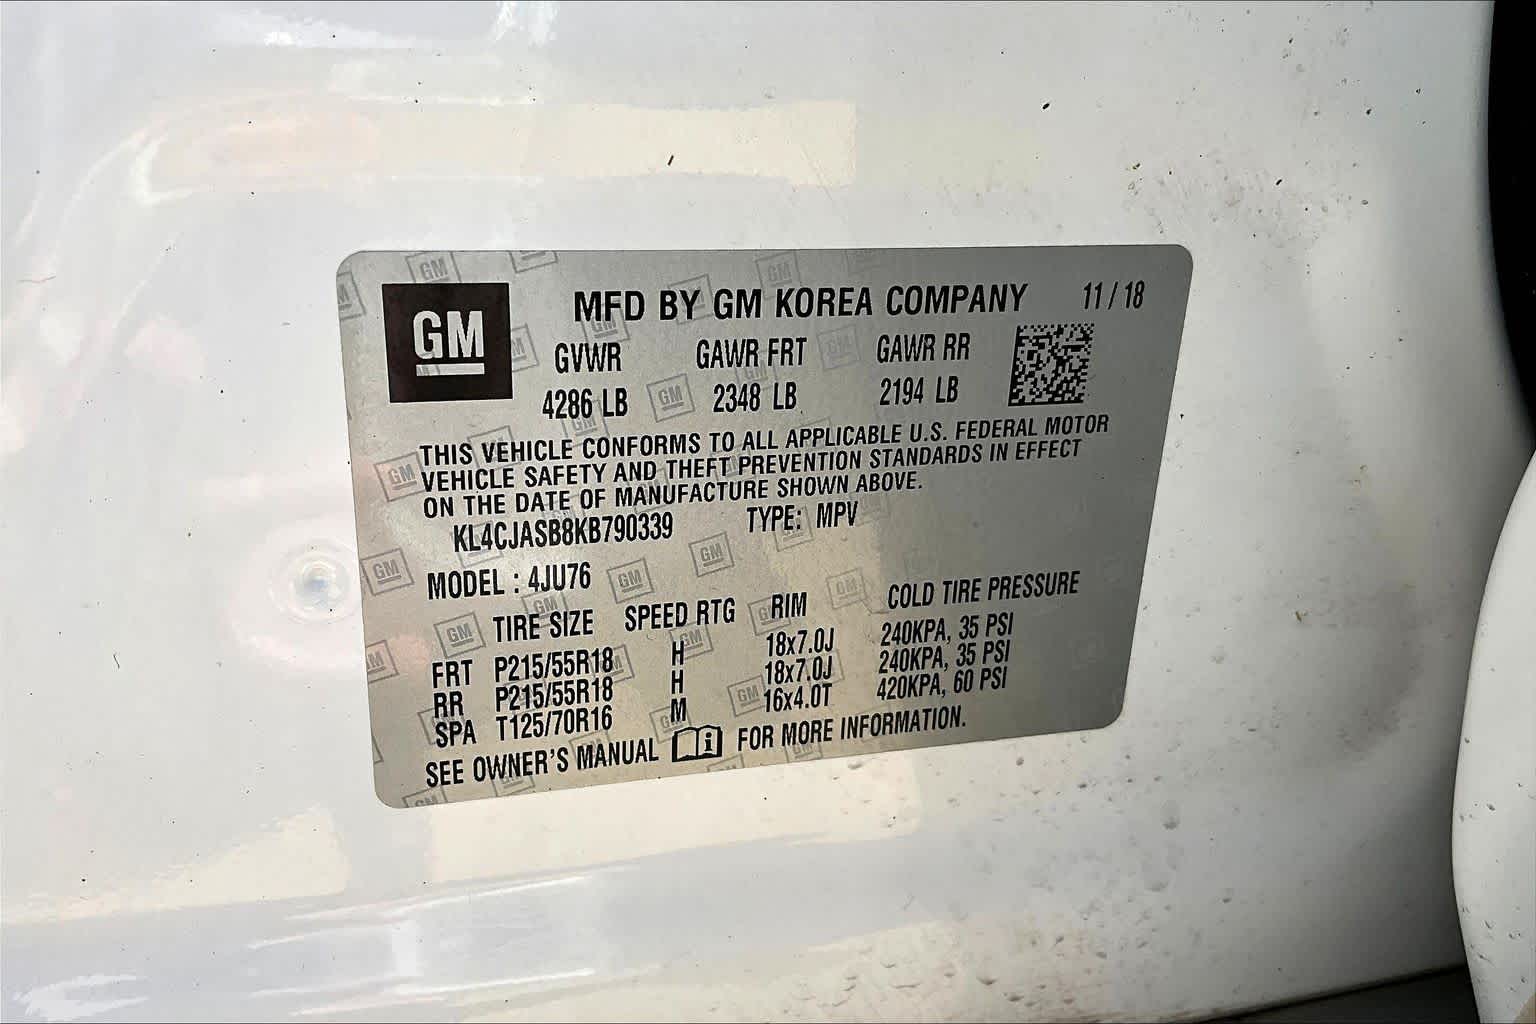 GM
MFD BY GM KOREA COMPANY 11 / 18
GVWR GAWR FRT GAWR RR
4286 LB 2348 LB 2194 LB
THIS VEHICLE CONFORMS TO ALL APPLICABLE U.S. FEDERAL MOTOR
VEHICLE SAFETY AND THEFT PREVENTION STANDARDS IN EFFECT
ON THE DATE OF MANUFACTURE SHOWN ABOVE.
KL4CJASB8KB790339 TYPE: MPV
MODEL : 4JU76
TIRE SIZE SPEED RTG RIM COLD TIRE PRESSURE
FRT P215/55R18 H 18x7.0J 240KPA, 35 PSI
RR P215/55R18 H 18x7.0J 240KPA, 35 PSI
SPA T125/70R16 M 16x4.0T 420KPA, 60 PSI
SEE OWNER'S MANUAL i FOR MORE INFORMATION.